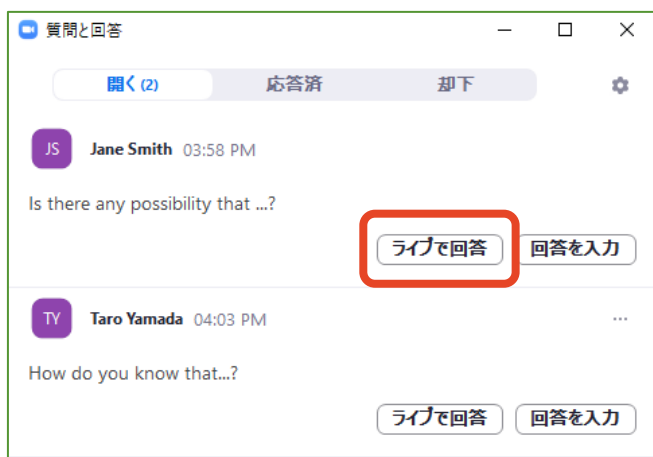 質問と回答
開く (2) 応答済 却下
JS Jane Smith 03:58 PM
Is there any possibility that ...?
ライブで回答 回答を入力
TY Taro Yamada 04:03 PM ...
How do you know that...?
ライブで回答 回答を入力